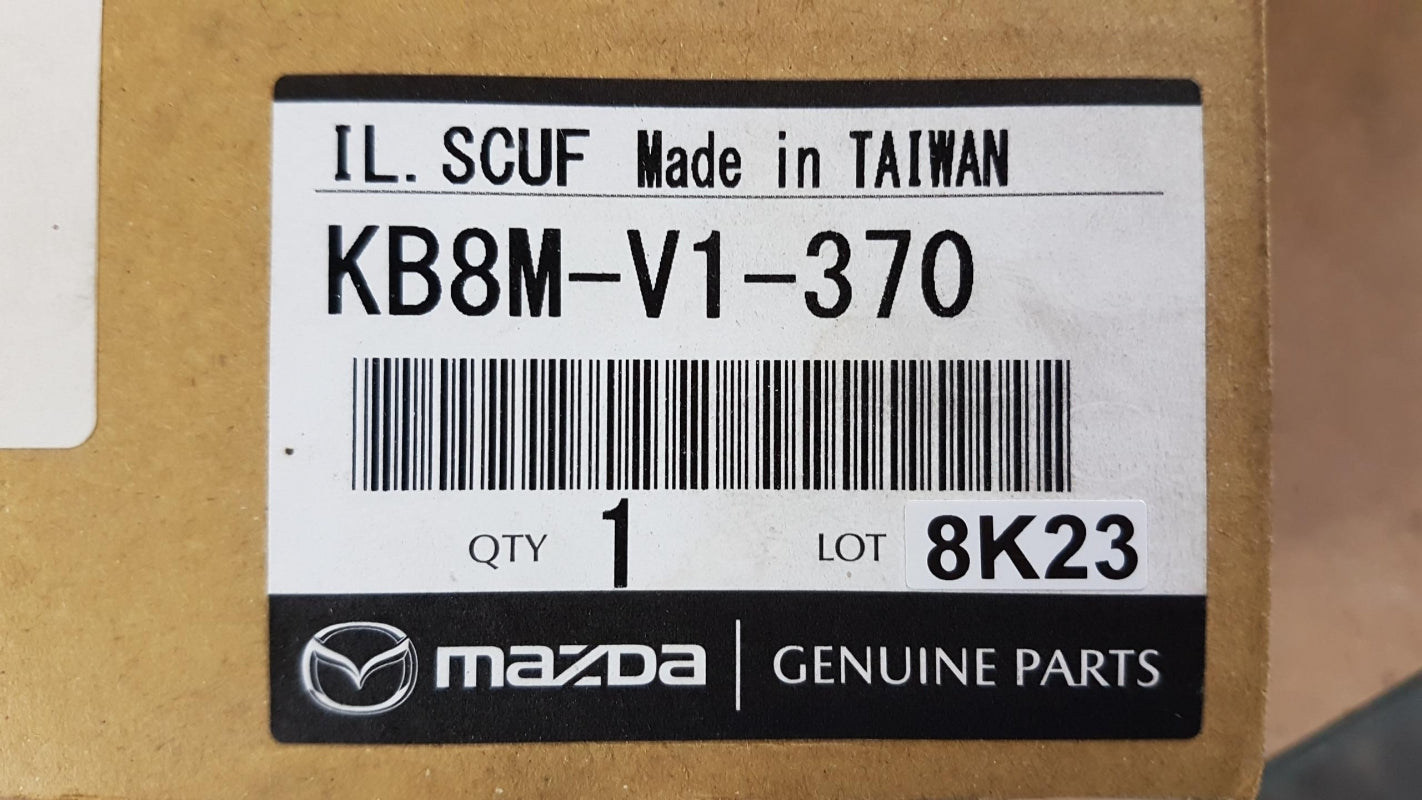 IL. SCUF Made in TAIWAN
KB8M-V1-370
QTY 1 LOT 8K23
mazda GENUINE PARTS